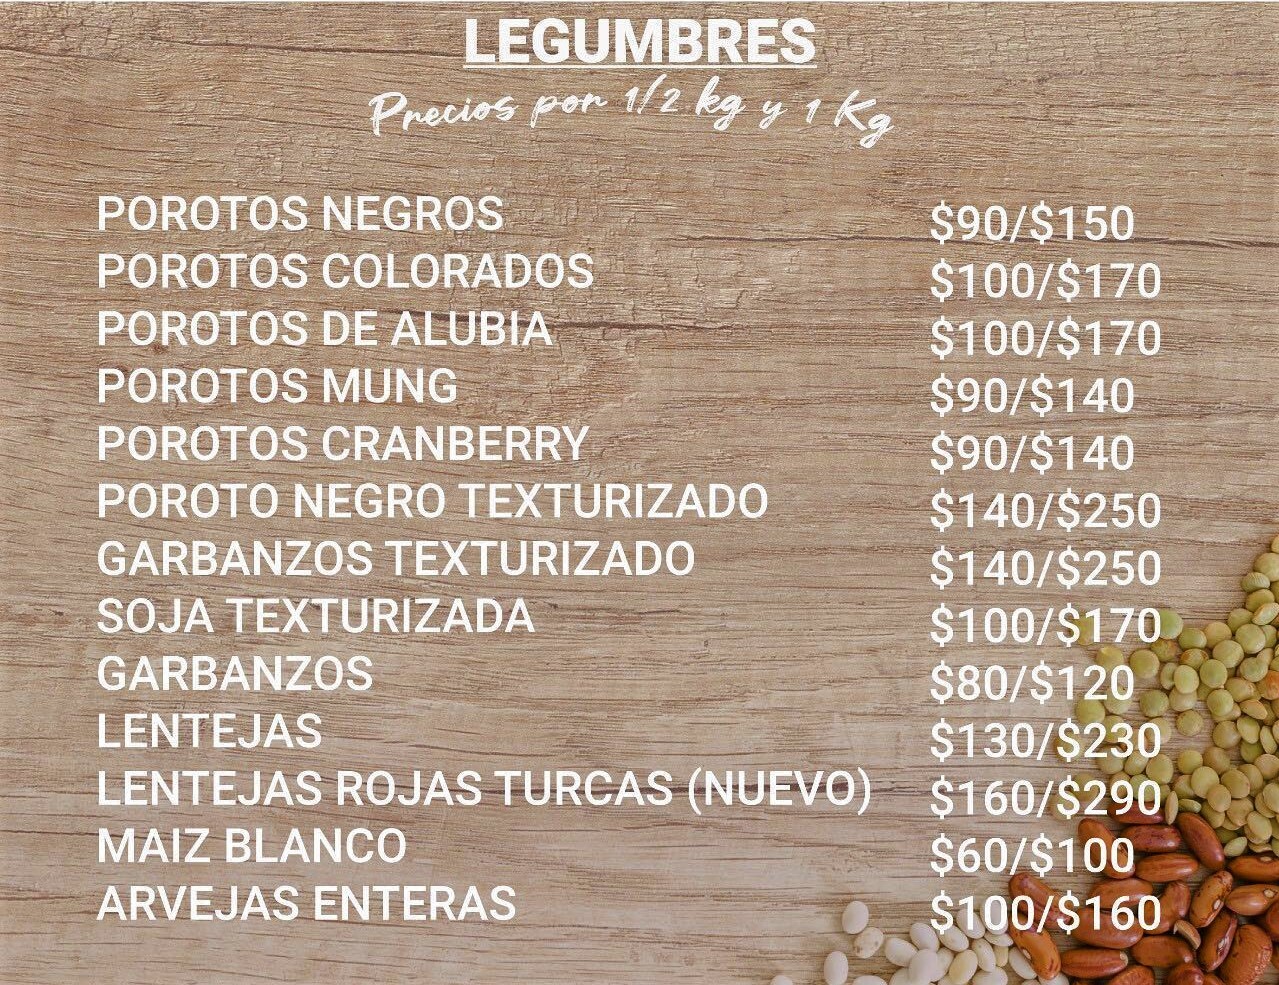 LEGUMBRES
Precios por 1/2 kg y 1 Kg
POROTOS NEGROS $90/$150
POROTOS COLORADOS $100/$170
POROTOS DE ALUBIA $100/$170
POROTOS MUNG $90/$140
POROTOS CRANBERRY $90/$140
POROTO NEGRO TEXTURIZADO $140/$250
GARBANZOS TEXTURIZADO $140/$250
SOJA TEXTURIZADA $100/$170
GARBANZOS $80/$120
LENTEJAS $130/$230
LENTEJAS ROJAS TURCAS (NUEVO) $160/$290
MAIZ BLANCO $60/$100
ARVEJAS ENTERAS $100/$160